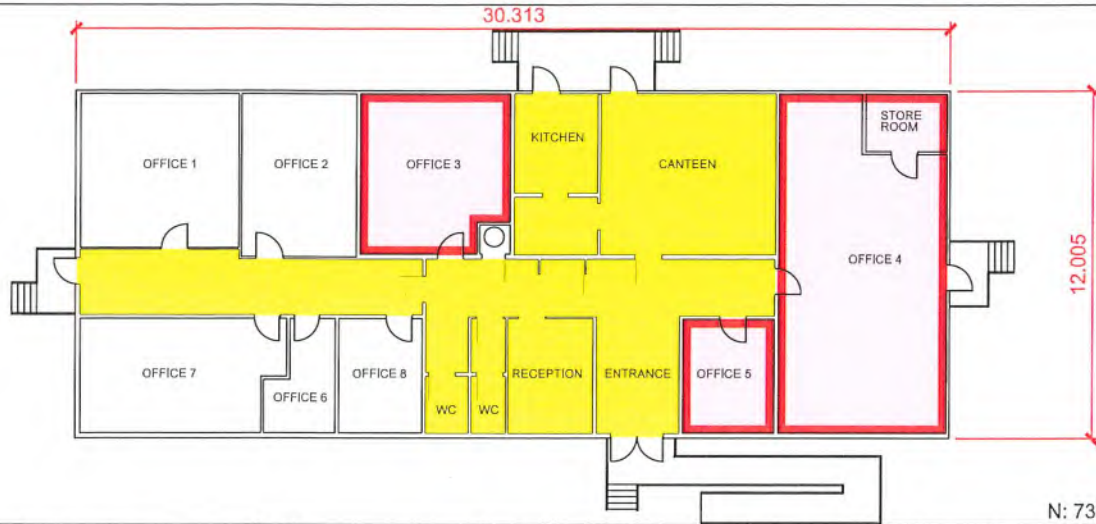 30.313
STORE
ROOM
KITCHEN
OFFICE 1
OFFICE 2
OFFICE 3
CANTEEN
OFFICE 4
12.005
OFFICE 7
OFFICE 8
RECEPTION
ENTRANCE
OFFICE 5
OFFICE 6
WC
WC
N: 73